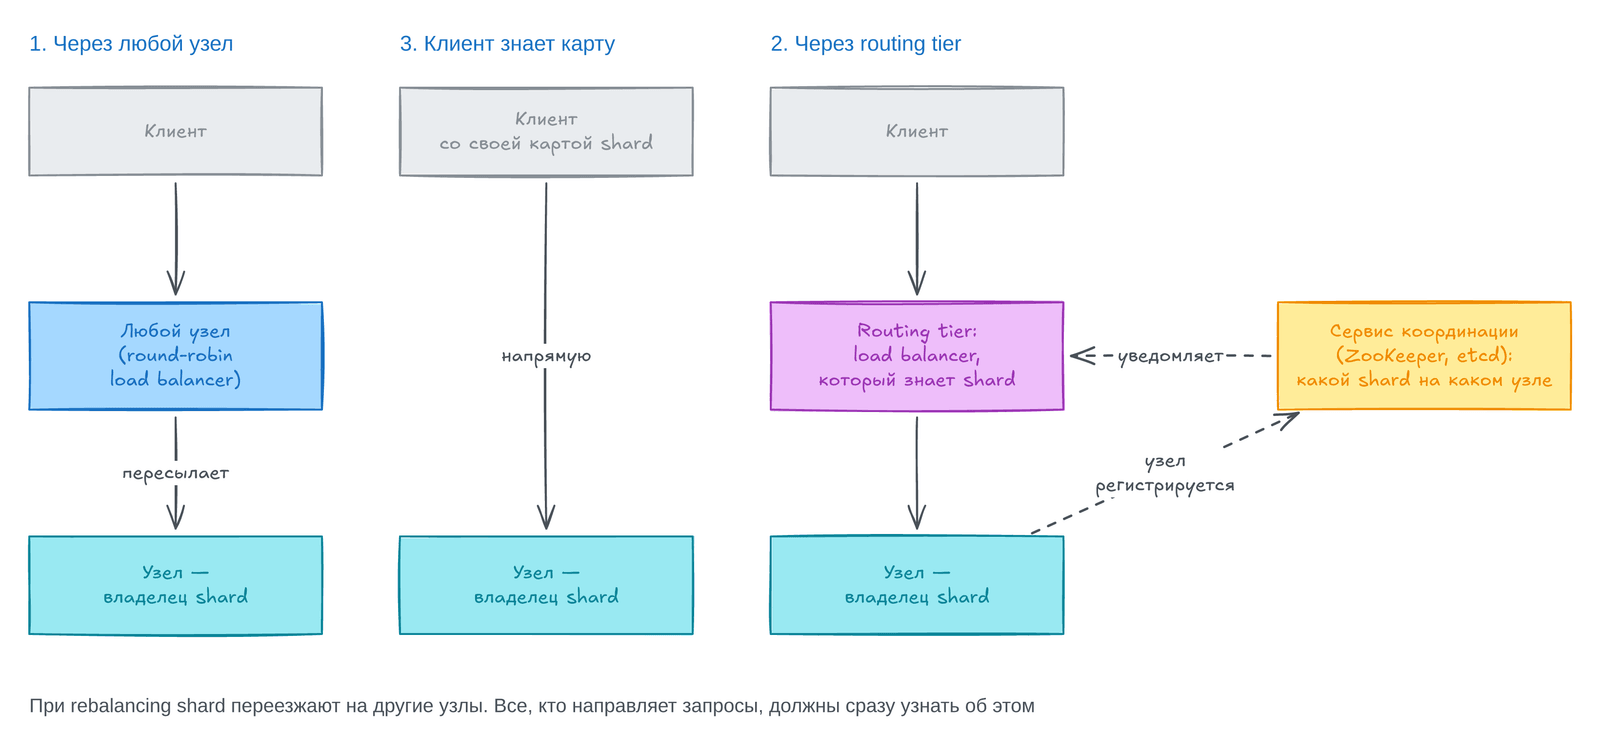 1. Через любой узел
3. Клиент знает карту
2. Через routing tier
Клиент
Клиент
со своей картой shard
Клиент
Любой узел
(round-robin
load balancer)
напрямую
Routing tier:
load balancer,
который знает shard
уведомляет
Сервис координации
(ZooKeeper, etcd):
какой shard на каком узле
пересылает
узел
регистрируется
Узел —
владелец shard
Узел —
владелец shard
Узел —
владелец shard
При rebalancing shard переезжают на другие узлы. Все, кто направляет запросы, должны сразу узнать об этом